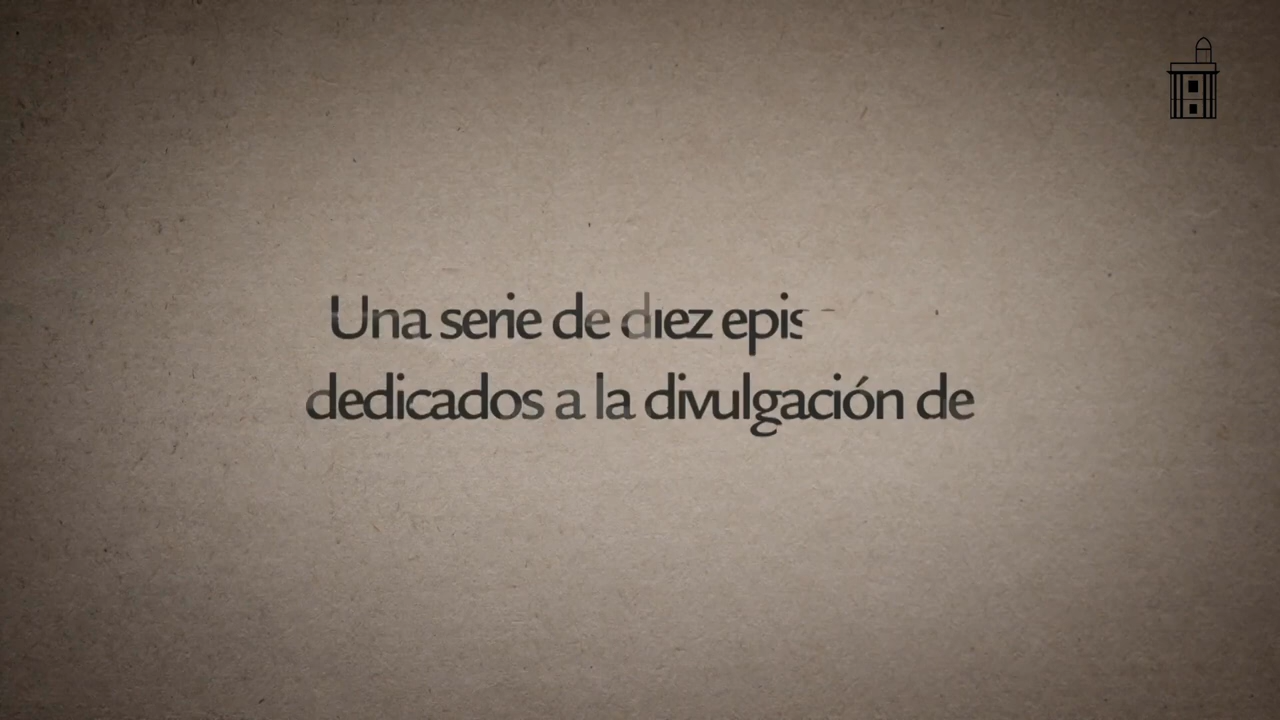 Una serie de diez epis
dedicados a la divulgación de